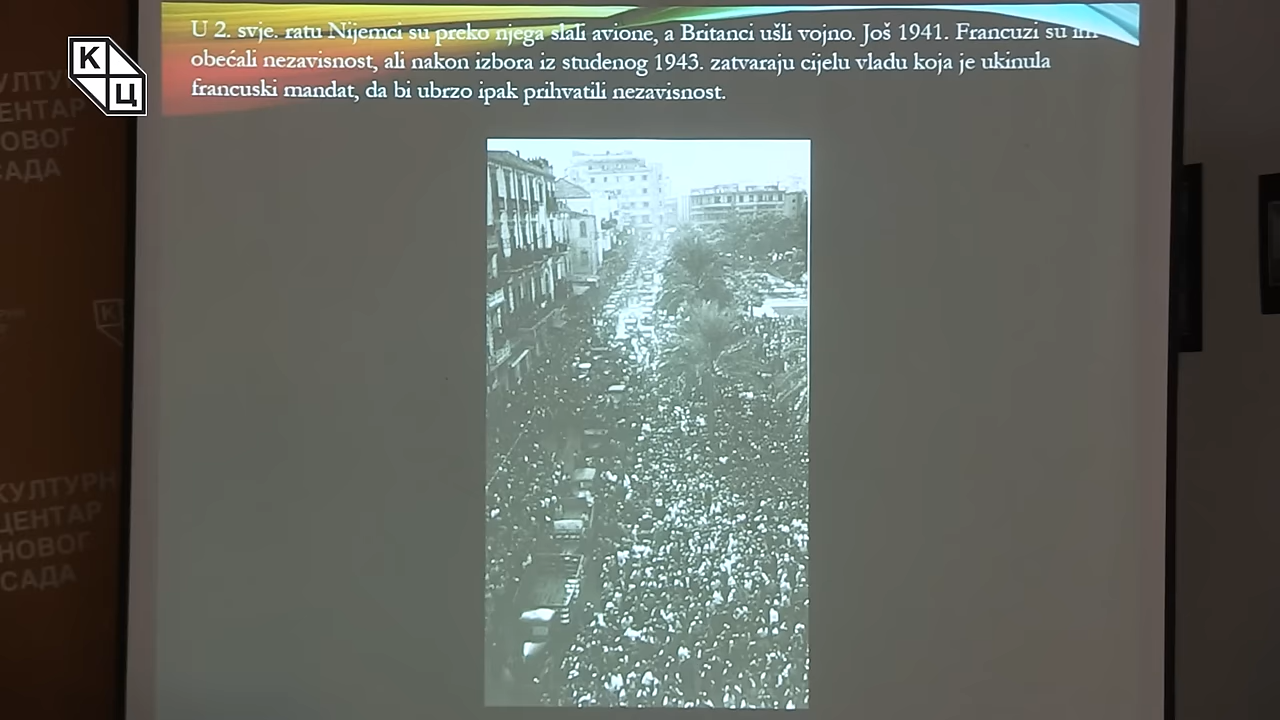 U 2. svje. ratu Nijemci su preko njega slali avione, a Britanci ušli vojno. Još 1941. Francuzi su im
obećali nezavisnost, ali nakon izbora iz studenog 1943. zatvaraju cijelu vladu koja je ukinula
francuski mandat, da bi ubrzo ipak prihvatili nezavisnost.
К
Ц
НОВОГ
САДА
К
КУЛТУРН
ЦЕНТАР
НОВОГ
САДА